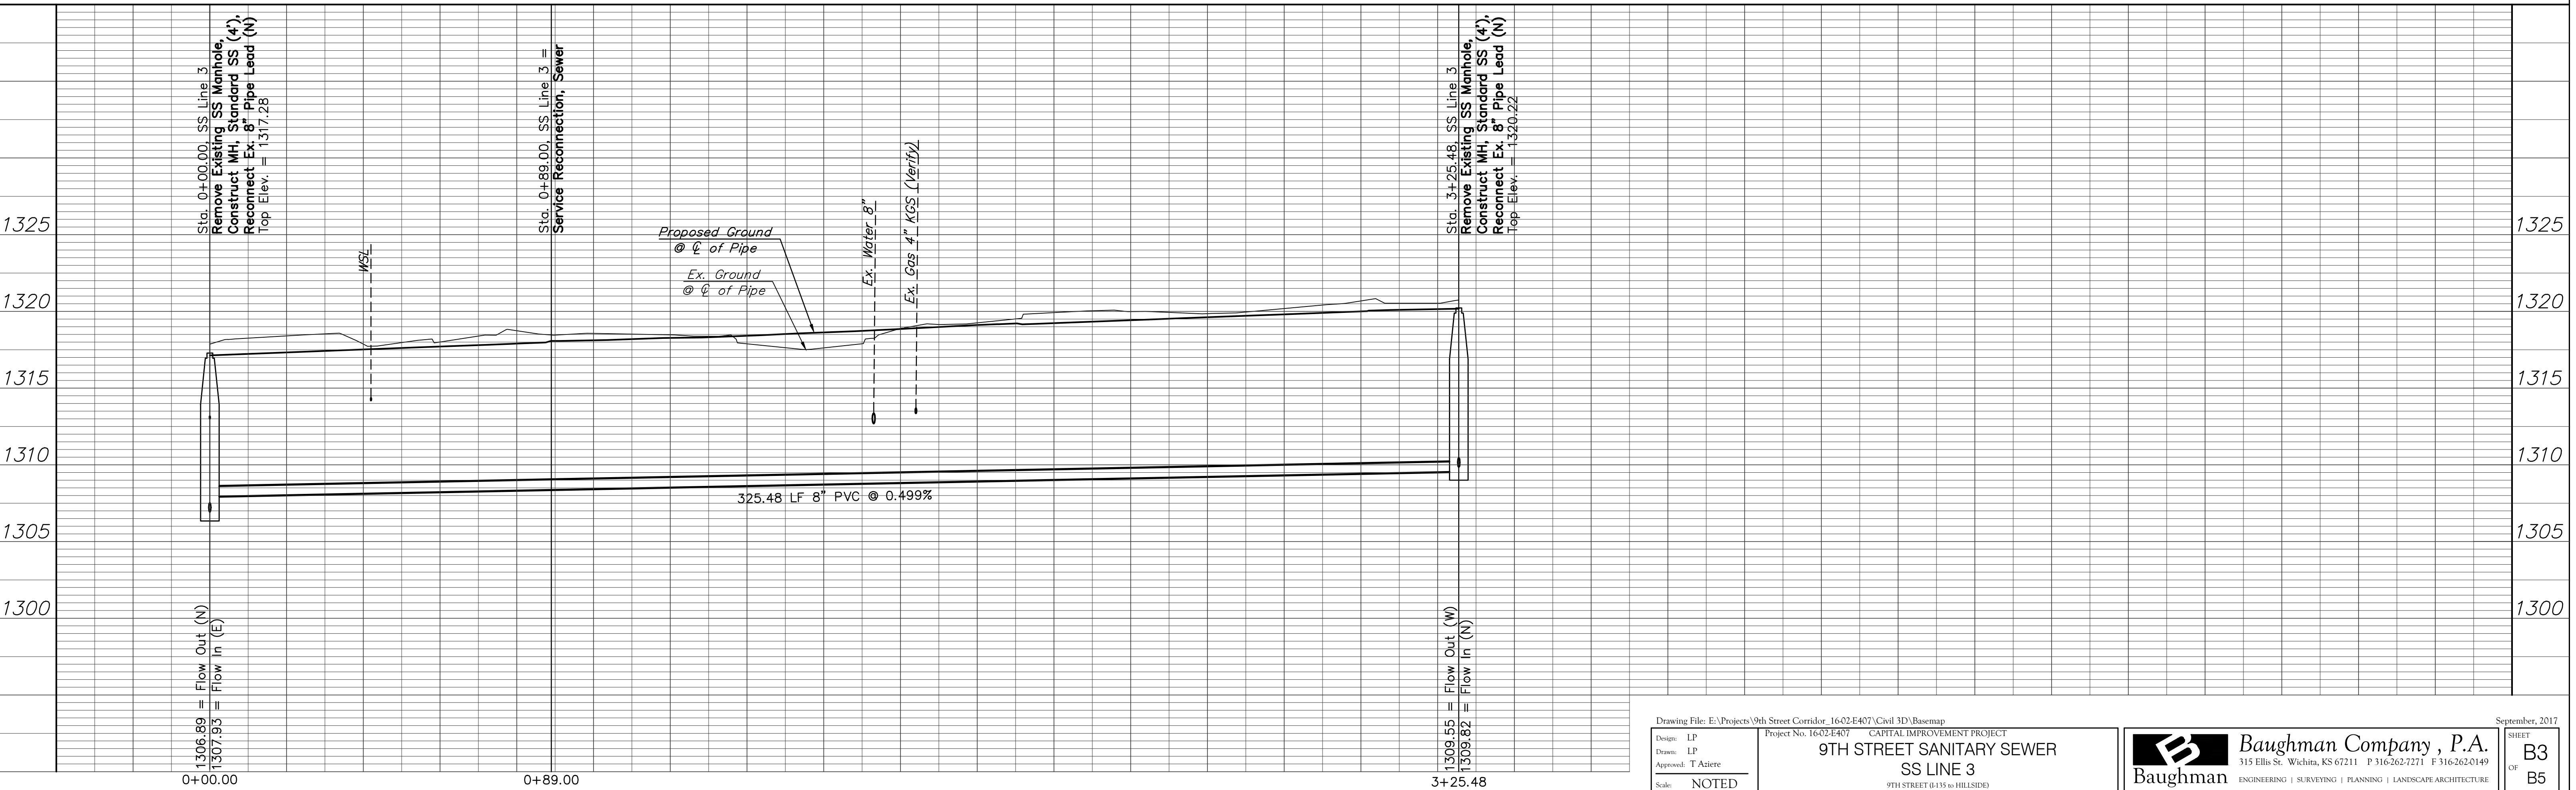 Sta. 0+00.00, SS Line 3
Remove Existing SS Manhole,
Construct MH, Standard SS (4'),
Reconnect Ex. 8" Pipe Lead (N)
Top Elev. = 1317.28
Sta. 0+89.00, SS Line 3 =
Service Reconnection, Sewer
Sta. 3+25.48, SS Line 3
Remove Existing SS Manhole,
Construct MH, Standard SS (4'),
Reconnect Ex. 8" Pipe Lead (N)
Top Elev. = 1320.22
WSL
Proposed Ground
@ ℄ of Pipe
Ex. Ground
@ ℄ of Pipe
Ex. Water 8"
Ex. Gas 4" KGS (Verify)
1325
1325
1320
1320
1315
1315
1310
1310
1305
1305
1300
1300
325.48 LF 8" PVC @ 0.499%
1306.89 = Flow Out (N)
1307.93 = Flow In (E)
1309.55 = Flow Out (W)
1309.82 = Flow In (N)
0+00.00
0+89.00
3+25.48
Drawing File: E:\Projects\9th Street Corridor_16-02-E407\Civil 3D\Basemap
September, 2017
Design: LP
Drawn: LP
Approved: T Aziere
Scale: NOTED
Project No. 16-02-E407 CAPITAL IMPROVEMENT PROJECT
9TH STREET SANITARY SEWER
SS LINE 3
9TH STREET (I-135 to HILLSIDE)
Baughman
Baughman Company , P.A.
315 Ellis St. Wichita, KS 67211 P 316-262-7271 F 316-262-0149
ENGINEERING | SURVEYING | PLANNING | LANDSCAPE ARCHITECTURE
SHEET
B3
OF
B5